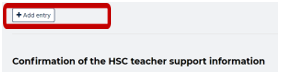 + Add entry
Confirmation of the HSC teacher support information